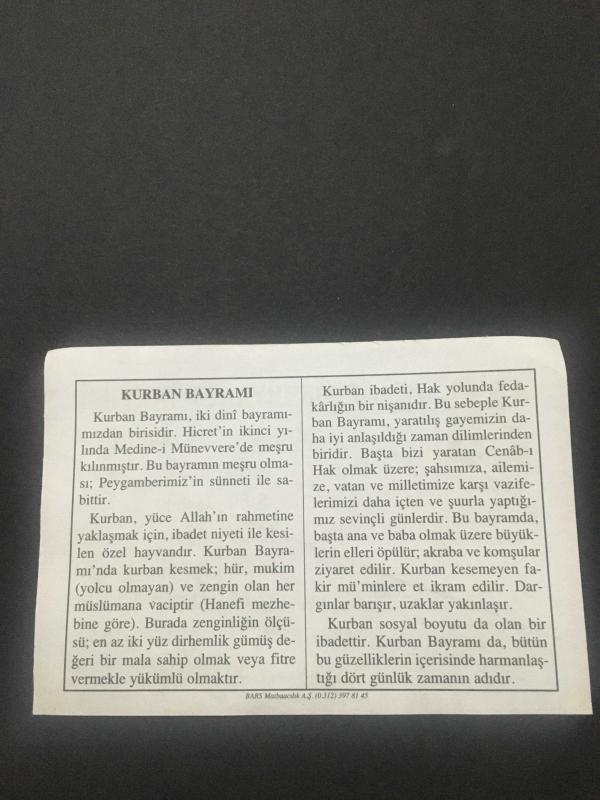 KURBAN BAYRAMI
Kurban Bayramı, iki dinî bayramı-
mızdan birisidir. Hicret'in ikinci yı-
lında Medine-i Münevvere'de meşru
kılınmıştır. Bu bayramın meşru olma-
sı; Peygamberimiz'in sünneti ile sa-
bittir.
Kurban, yüce Allah'ın rahmetine
yaklaşmak için, ibadet niyeti ile kesi-
len özel hayvandır. Kurban Bayra-
mı'nda kurban kesmek; hür, mukim
(yolcu olmayan) ve zengin olan her
müslümana vaciptir (Hanefi mezhe-
bine göre). Burada zenginliğin ölçü-
sü; en az iki yüz dirhemlik gümüş de-
ğeri bir mala sahip olmak veya fitre
vermekle yükümlü olmaktır.
Kurban ibadeti, Hak yolunda feda-
kârlığın bir nişanıdır. Bu sebeple Kur-
ban Bayramı, yaratılış gayemizin da-
ha iyi anlaşıldığı zaman dilimlerinden
biridir. Başta bizi yaratan Cenâb-ı
Hak olmak üzere; şahsımıza, ailemi-
ze, vatan ve milletimize karşı vazife-
lerimizi daha içten ve şuurla yaptığı-
mız sevinçli günlerdir. Bu bayramda,
başta ana ve baba olmak üzere büyük-
lerin elleri öpülür; akraba ve komşular
ziyaret edilir. Kurban kesemeyen fa-
kir mü'minlere et ikram edilir. Dar-
gınlar barışır, uzaklar yakınlaşır.
Kurban sosyal boyutu da olan bir
ibadettir. Kurban Bayramı da, bütün
bu güzelliklerin içerisinde harmanlaş-
tığı dört günlük zamanın adıdır.
BARS Matbaacılık A.Ş. (0.312) 397 81 45